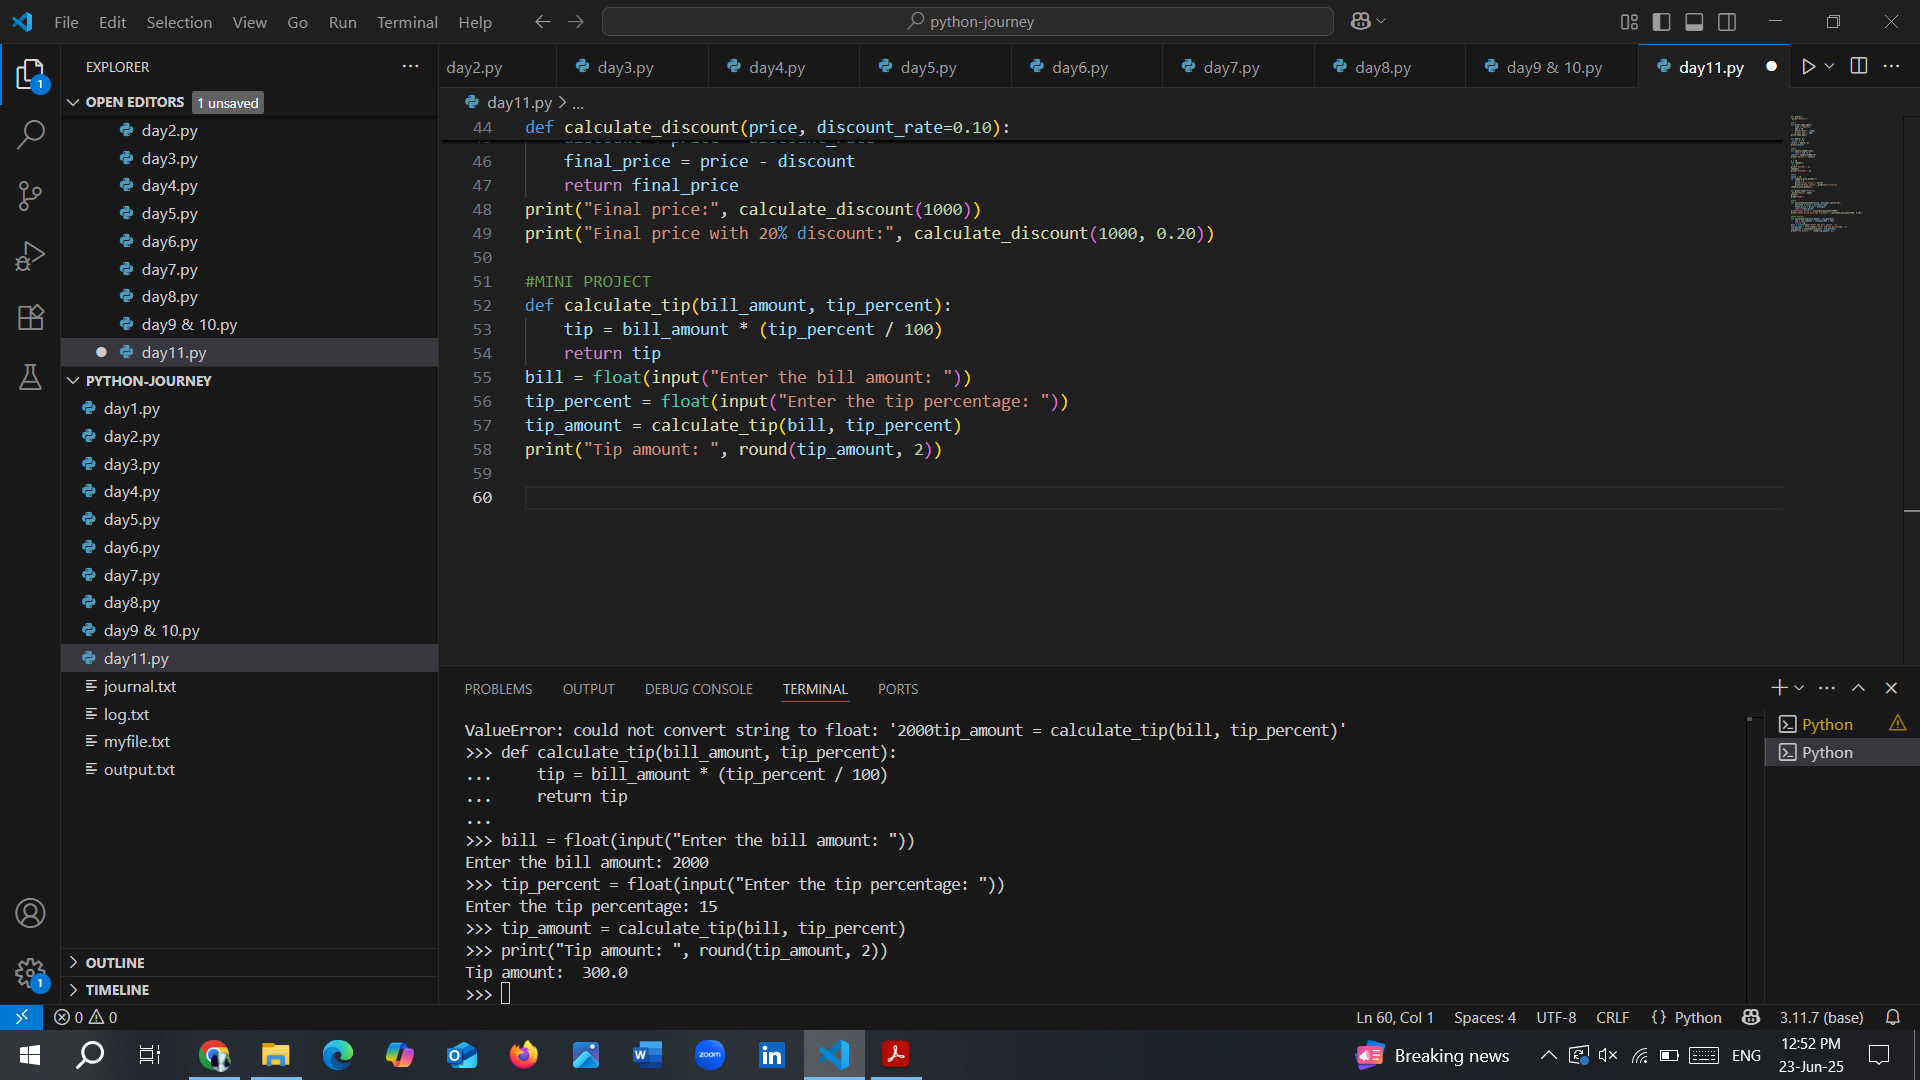 File Edit Selection View Go Run Terminal Help
python-journey
EXPLORER
OPEN EDITORS 1 unsaved
day2.py
day3.py
day4.py
day5.py
day6.py
day7.py
day8.py
day9 & 10.py
day11.py
PYTHON-JOURNEY
day1.py
day2.py
day3.py
day4.py
day5.py
day6.py
day7.py
day8.py
day9 & 10.py
day11.py
journal.txt
log.txt
myfile.txt
output.txt
OUTLINE
TIMELINE
day2.py day3.py day4.py day5.py day6.py day7.py day8.py day9 & 10.py day11.py
day11.py > ...
44 def calculate_discount(price, discount_rate=0.10):
46 final_price = price - discount
47 return final_price
48 print("Final price:", calculate_discount(1000))
49 print("Final price with 20% discount:", calculate_discount(1000, 0.20))
50
51 #MINI PROJECT
52 def calculate_tip(bill_amount, tip_percent):
53 tip = bill_amount * (tip_percent / 100)
54 return tip
55 bill = float(input("Enter the bill amount: "))
56 tip_percent = float(input("Enter the tip percentage: "))
57 tip_amount = calculate_tip(bill, tip_percent)
58 print("Tip amount: ", round(tip_amount, 2))
59
60
PROBLEMS OUTPUT DEBUG CONSOLE TERMINAL PORTS
ValueError: could not convert string to float: '2000tip_amount = calculate_tip(bill, tip_percent)'
>>> def calculate_tip(bill_amount, tip_percent):
... tip = bill_amount * (tip_percent / 100)
... return tip
...
>>> bill = float(input("Enter the bill amount: "))
Enter the bill amount: 2000
>>> tip_percent = float(input("Enter the tip percentage: "))
Enter the tip percentage: 15
>>> tip_amount = calculate_tip(bill, tip_percent)
>>> print("Tip amount: ", round(tip_amount, 2))
Tip amount:  300.0
>>>
Python
Python
1
1
0 0
Ln 60, Col 1 Spaces: 4 UTF-8 CRLF {} Python 3.11.7 (base)
zoom
Breaking news
ENG
12:52 PM
23-Jun-25